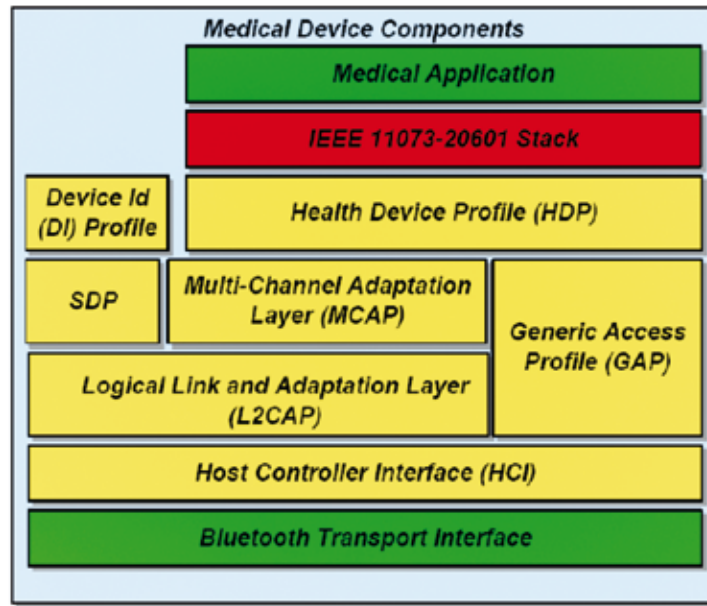 Medical Device Components
Medical Application
IEEE 11073-20601 Stack
Device Id
(DI) Profile
Health Device Profile (HDP)
SDP
Multi-Channel Adaptation
Layer (MCAP)
Generic Access
Profile (GAP)
Logical Link and Adaptation Layer
(L2CAP)
Host Controller Interface (HCI)
Bluetooth Transport Interface